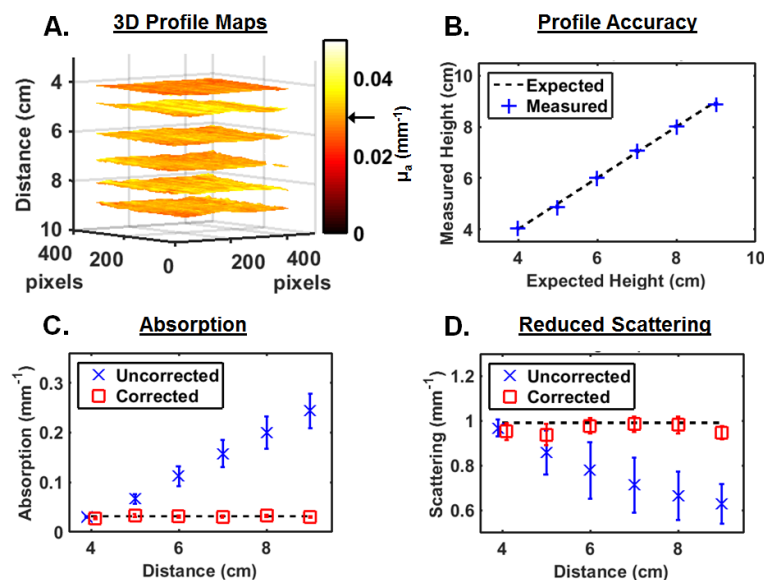 A. 3D Profile Maps
4
6
8
10
Distance (cm)
400
200
0
200
400
pixels
pixels
0.04
0.02
0
μa (mm-1)
B. Profile Accuracy
Expected
Measured
10
8
6
4
Measured Height (cm)
4 6 8 10
Expected Height (cm)
C. Absorption
Uncorrected
Corrected
0.3
0.2
0.1
0
Absorption (mm-1)
4 6 8
Distance (cm)
D. Reduced Scattering
Uncorrected
Corrected
1.2
1
0.8
0.6
Scattering (mm-1)
4 6 8
Distance (cm)